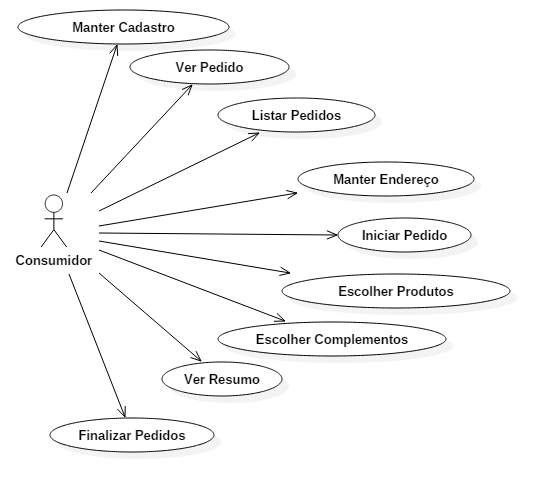 Manter Cadastro
Ver Pedido
Listar Pedidos
Manter Endereço
Iniciar Pedido
Consumidor
Escolher Produtos
Escolher Complementos
Ver Resumo
Finalizar Pedidos